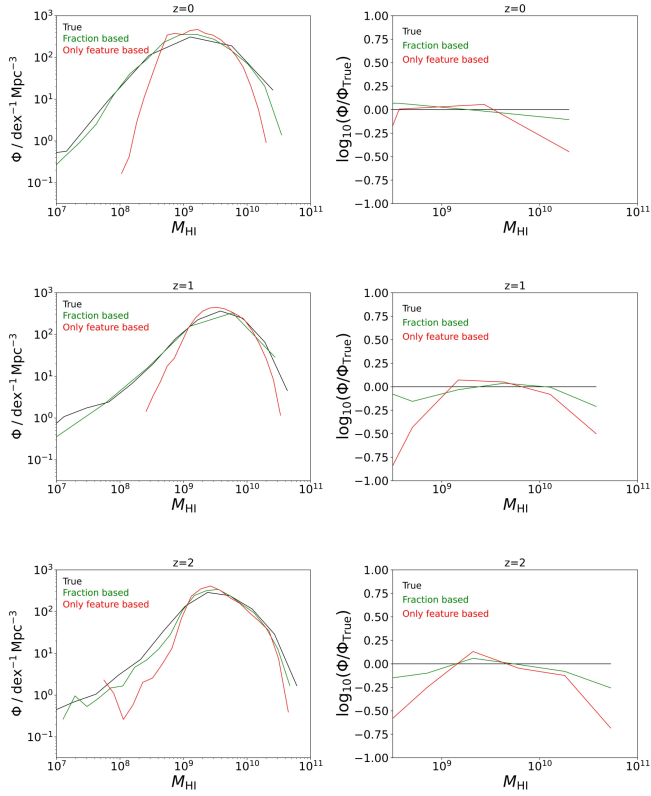 z=0
10³
10²
10¹
10⁰
10⁻¹
Φ / dex⁻¹ Mpc⁻³
True
Fraction based
Only feature based
10⁷ 10⁸ 10⁹ 10¹⁰ 10¹¹
M_HI
z=0
1.00
0.75
0.50
0.25
0.00
−0.25
−0.50
−0.75
−1.00
log₁₀(Φ/Φ_True)
True
Fraction based
Only feature based
10⁹ 10¹⁰ 10¹¹
M_HI
z=1
10³
10²
10¹
10⁰
10⁻¹
Φ / dex⁻¹ Mpc⁻³
True
Fraction based
Only feature based
10⁷ 10⁸ 10⁹ 10¹⁰ 10¹¹
M_HI
z=1
1.00
0.75
0.50
0.25
0.00
−0.25
−0.50
−0.75
−1.00
log₁₀(Φ/Φ_True)
True
Fraction based
Only feature based
10⁹ 10¹⁰ 10¹¹
M_HI
z=2
10³
10²
10¹
10⁰
10⁻¹
Φ / dex⁻¹ Mpc⁻³
True
Fraction based
Only feature based
10⁷ 10⁸ 10⁹ 10¹⁰ 10¹¹
M_HI
z=2
1.00
0.75
0.50
0.25
0.00
−0.25
−0.50
−0.75
−1.00
log₁₀(Φ/Φ_True)
True
Fraction based
Only feature based
10⁹ 10¹⁰ 10¹¹
M_HI